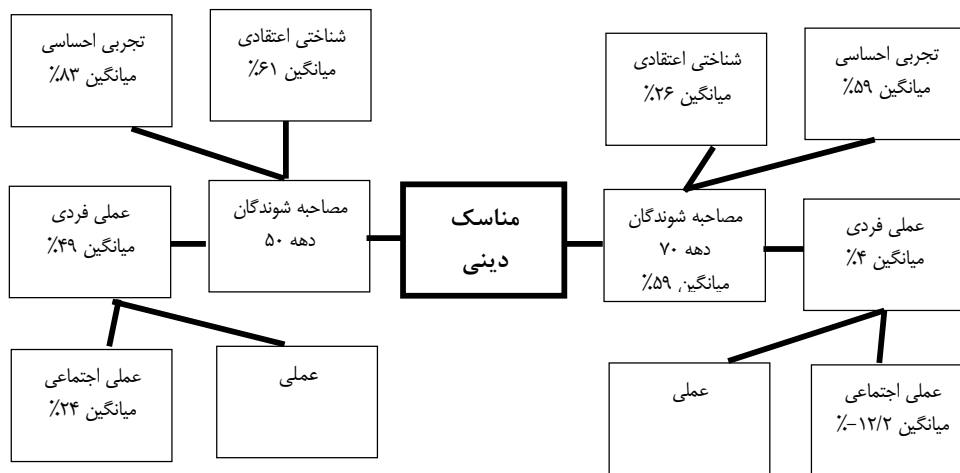 تجربی احساسی
میانگین ۸۳٪
شناختی اعتقادی
میانگین ۶۱٪
شناختی اعتقادی
میانگین ۲۶٪
تجربی احساسی
میانگین ۵۹٪
عملی فردی
میانگین ۴۹٪
مصاحبه شوندگان
دهه ۵۰
مناسک
دینی
مصاحبه شوندگان
دهه ۷۰
میانگین ۵۹٪
عملی فردی
میانگین ۴٪
عملی اجتماعی
میانگین ۲۴٪
عملی
عملی
عملی اجتماعی
میانگین ۱۲/۲-٪